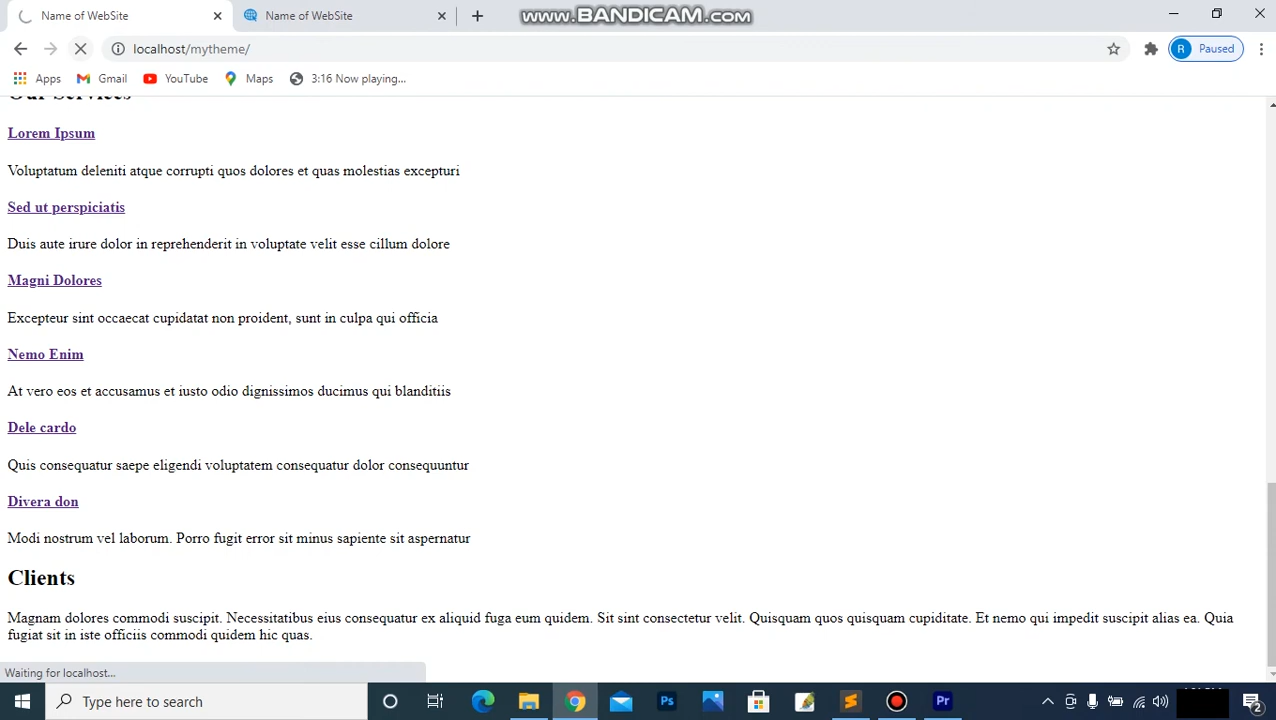 Name of WebSite
Name of WebSite
WWW.BANDICAM.COM
localhost/mytheme/
R Paused
Apps
Gmail
YouTube
Maps
3:16 Now playing...
Our Services
Lorem Ipsum
Voluptatum deleniti atque corrupti quos dolores et quas molestias excepturi
Sed ut perspiciatis
Duis aute irure dolor in reprehenderit in voluptate velit esse cillum dolore
Magni Dolores
Excepteur sint occaecat cupidatat non proident, sunt in culpa qui officia
Nemo Enim
At vero eos et accusamus et iusto odio dignissimos ducimus qui blanditiis
Dele cardo
Quis consequatur saepe eligendi voluptatem consequatur dolor consequuntur
Divera don
Modi nostrum vel laborum. Porro fugit error sit minus sapiente sit aspernatur
Clients
Magnam dolores commodi suscipit. Necessitatibus eius consequatur ex aliquid fuga eum quidem. Sit sint consectetur velit. Quisquam quos quisquam cupiditate. Et nemo qui impedit suscipit alias ea. Quia
fugiat sit in iste officiis commodi quidem hic quas.
Waiting for localhost...
Type here to search
Ps
Pr
2